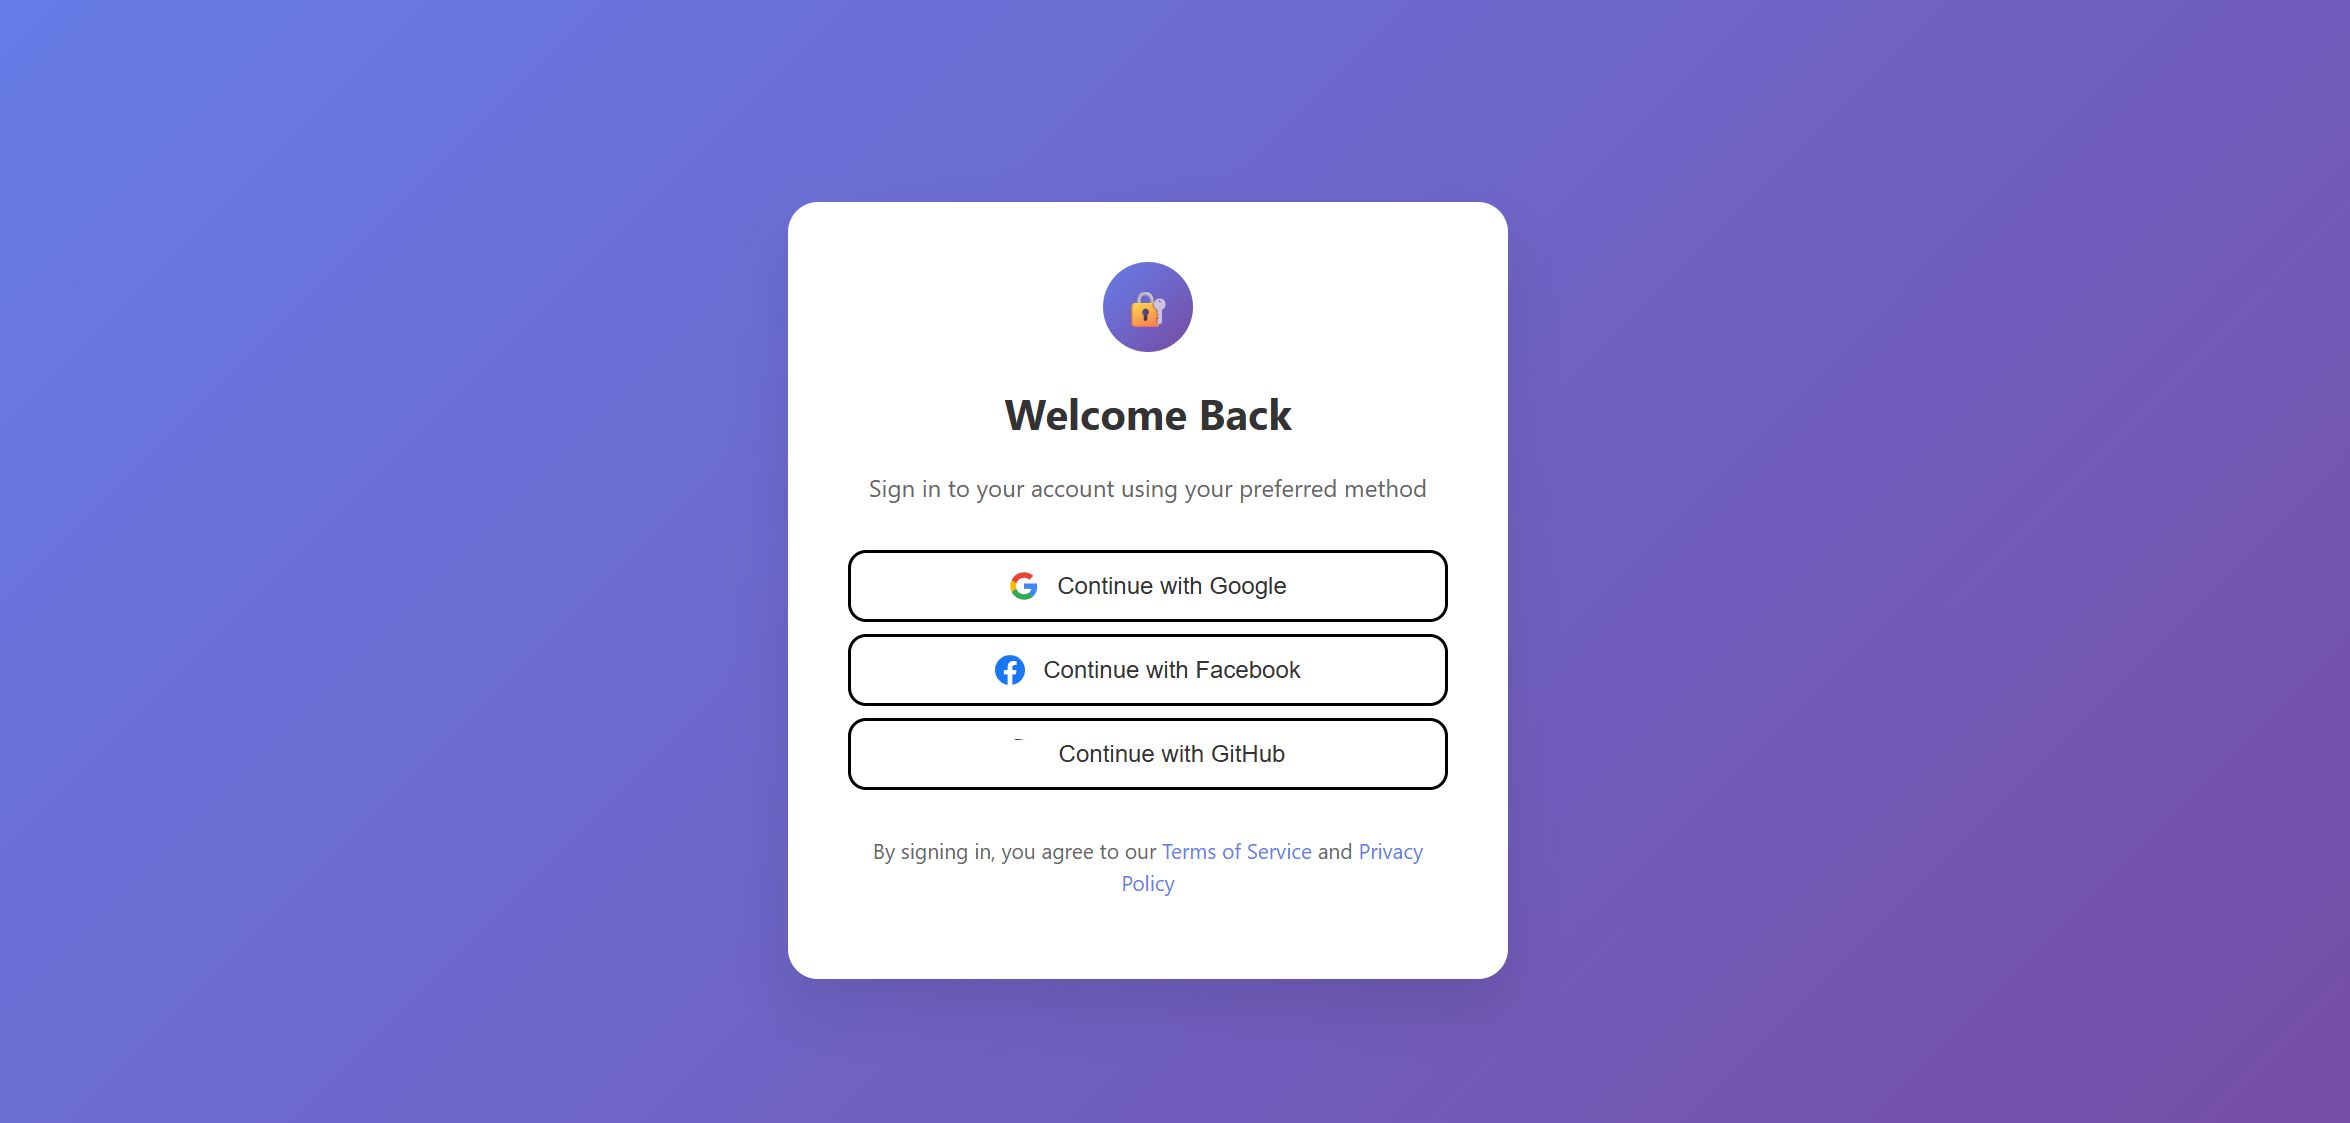 Welcome Back
Sign in to your account using your preferred method
Continue with Google
Continue with Facebook
Continue with GitHub
By signing in, you agree to our Terms of Service and Privacy
Policy